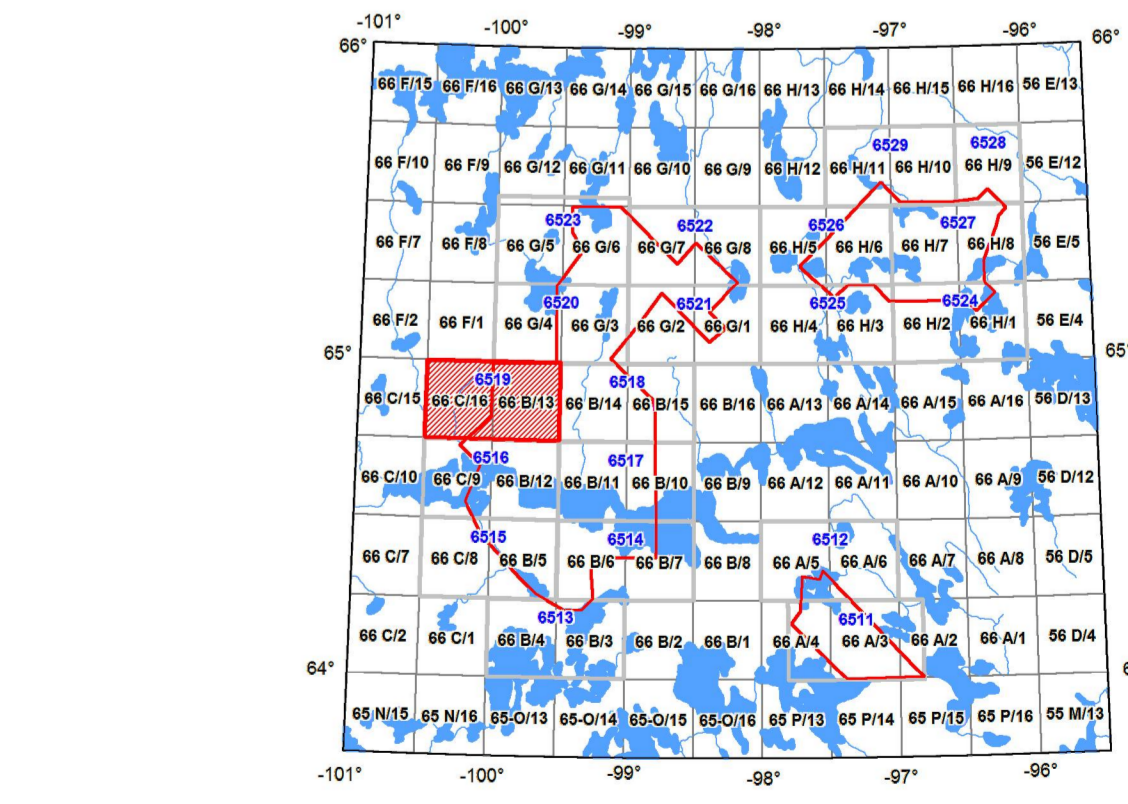 -101° -100° -99° -98° -97° -96°
66° 66°
66 F/15 66 F/16 66 G/13 66 G/14 66 G/15 66 G/16 66 H/13 66 H/14 66 H/15 66 H/16 56 E/13
6529 6528
66 F/10 66 F/9 66 G/12 66 G/11 66 G/10 66 G/9 66 H/12 66 H/11 66 H/10 66 H/9 56 E/12
6523 6522 6526 6527
66 F/7 66 F/8 66 G/5 66 G/6 66 G/7 66 G/8 66 H/5 66 H/6 66 H/7 66 H/8 56 E/5
6520 6521 6525 6524
66 F/2 66 F/1 66 G/4 66 G/3 66 G/2 66 G/1 66 H/4 66 H/3 66 H/2 66 H/1 56 E/4
65° 65°
6519 6518
66 C/15 66 C/16 66 B/13 66 B/14 66 B/15 66 B/16 66 A/13 66 A/14 66 A/15 66 A/16 56 D/13
6516 6517
66 C/10 66 C/9 66 B/12 66 B/11 66 B/10 66 B/9 66 A/12 66 A/11 66 A/10 66 A/9 56 D/12
6515 6514 6512
66 C/7 66 C/8 66 B/5 66 B/6 66 B/7 66 B/8 66 A/5 66 A/6 66 A/7 66 A/8 56 D/5
6513 6511
66 C/2 66 C/1 66 B/4 66 B/3 66 B/2 66 B/1 66 A/4 66 A/3 66 A/2 66 A/1 56 D/4
64° 6
65 N/15 65 N/16 65-O/13 65-O/14 65-O/15 65-O/16 65 P/13 65 P/14 65 P/15 65 P/16 55 M/13
-101° -100° -99° -98° -97° -96°